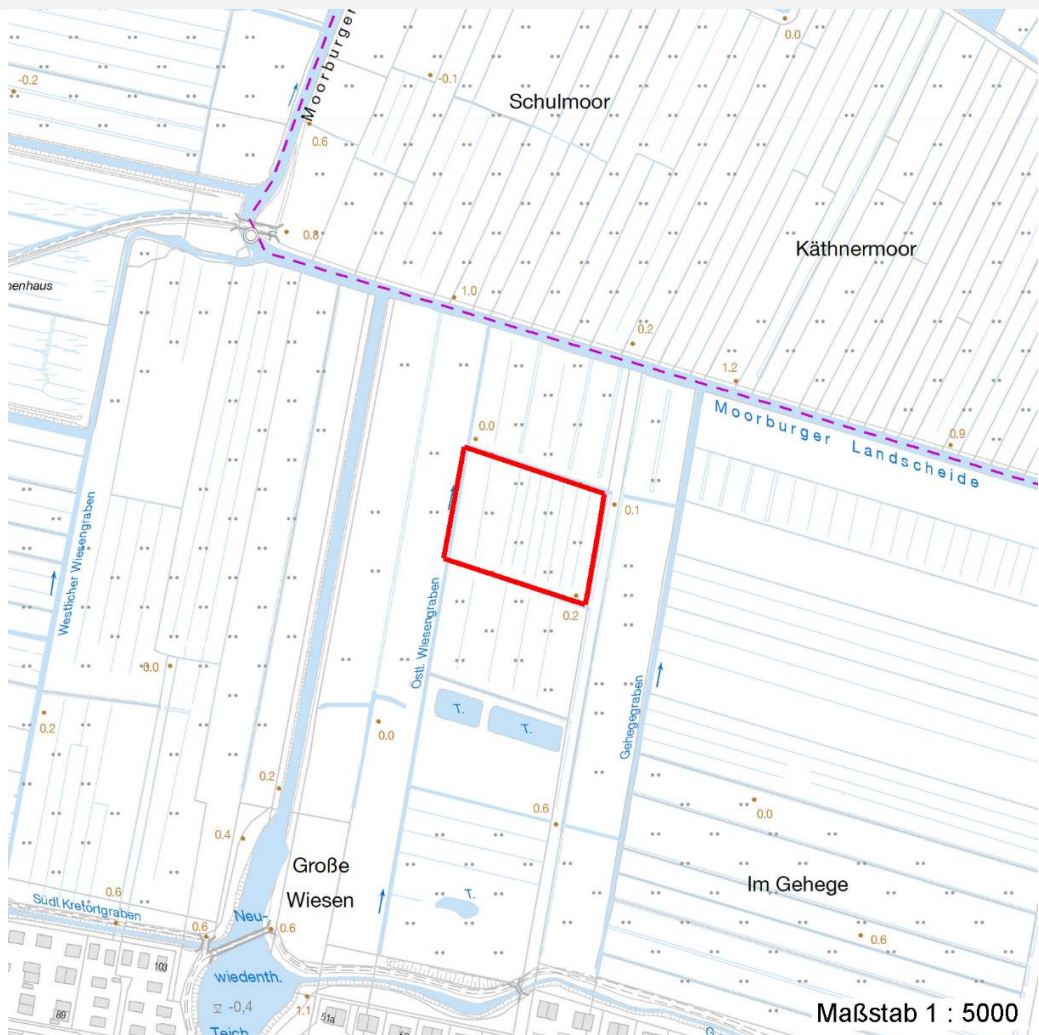 0.0
Moorburger
-0.1
-0.2
Schulmoor
0.6
0.8
P
Käthnermoor
nenhaus
1.0
0.2
1.2
Moorburger Landscheide
0.9
0.0
0.1
Westlicher Wiesengraben
Östl. Wiesengraben
0.2
0.0
Gehegegraben
0.2
T.
T.
0.0
0.2
0.0
0.6
0.4
Große
Wiesen
Im Gehege
0.6
T.
Südl. Kretortgraben
0.6
Neu-
0.6
0.6
103
wiedenth.
-0,4
1.1
89
51a
Teich
Maßstab 1 : 5000